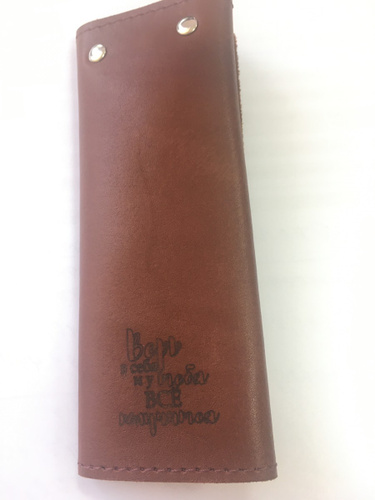 Верь
в себя
и у тебя
ВСЁ
получится